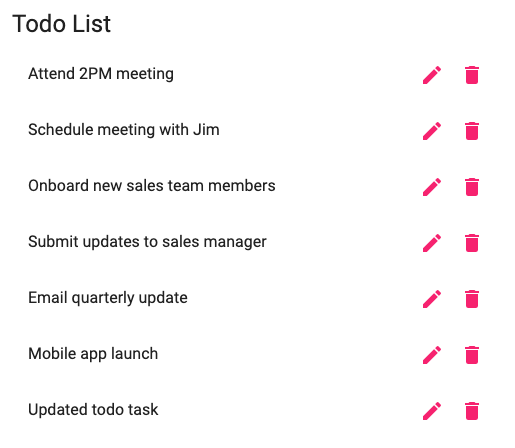 Todo List
Attend 2PM meeting
Schedule meeting with Jim
Onboard new sales team members
Submit updates to sales manager
Email quarterly update
Mobile app launch
Updated todo task